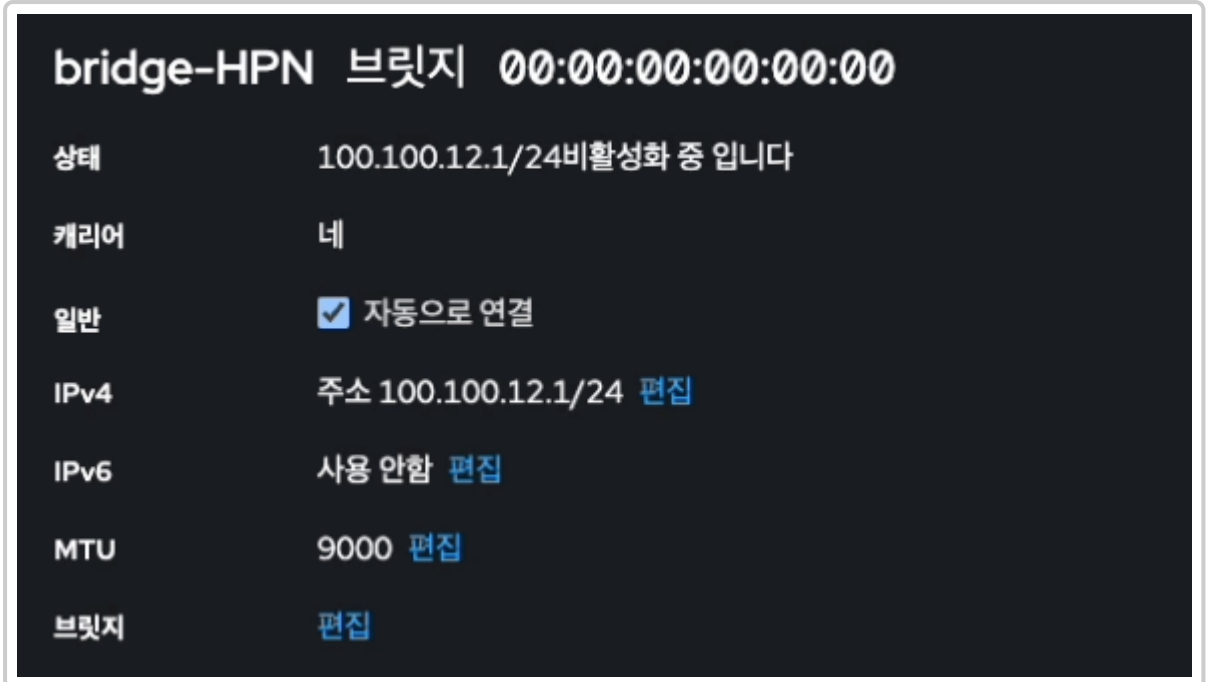 bridge-HPN 브릿지 00:00:00:00:00:00
상태 100.100.12.1/24비활성화 중 입니다
캐리어 네
일반 자동으로 연결
IPv4 주소 100.100.12.1/24 편집
IPv6 사용 안함 편집
MTU 9000 편집
브릿지 편집